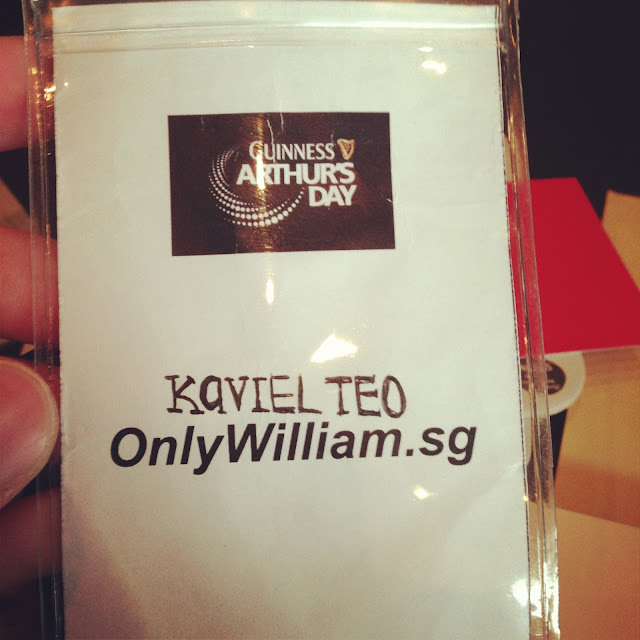 GUINNESS
ARTHUR'S
DAY
KaVIEL TEO
OnlyWilliam.sg